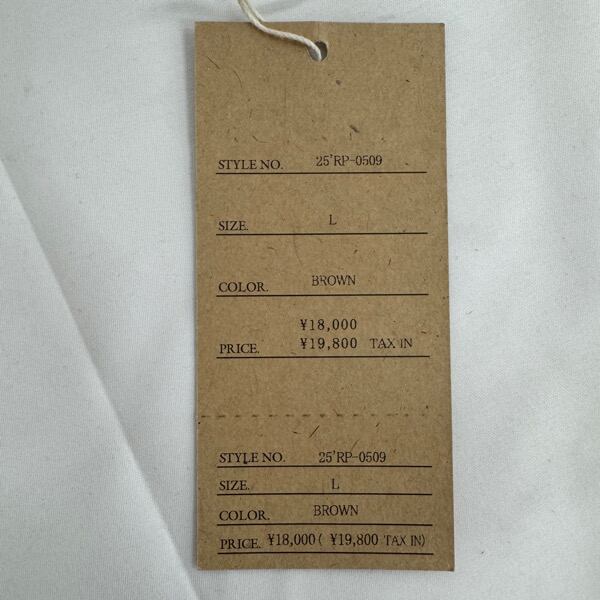 STYLE NO. 25'RP-0509
SIZE. L
COLOR. BROWN
¥18,000
PRICE. ¥19,800 TAX IN
STYLE NO. 25'RP-0509
SIZE. L
COLOR. BROWN
PRICE. ¥18,000( ¥19,800 TAX IN)